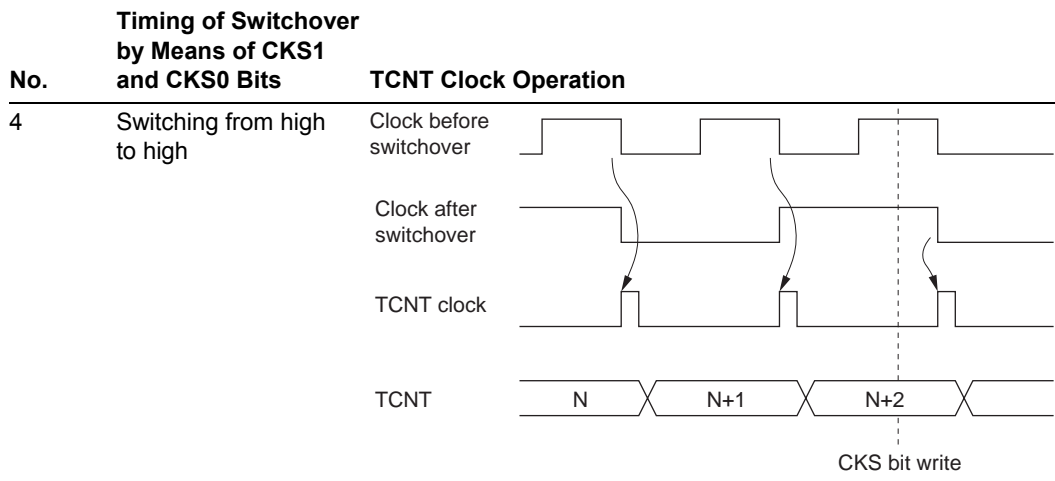 No.
Timing of Switchover
by Means of CKS1
and CKS0 Bits
TCNT Clock Operation
4
Switching from high
to high
Clock before
switchover
Clock after
switchover
TCNT clock
TCNT
N
N+1
N+2
CKS bit write